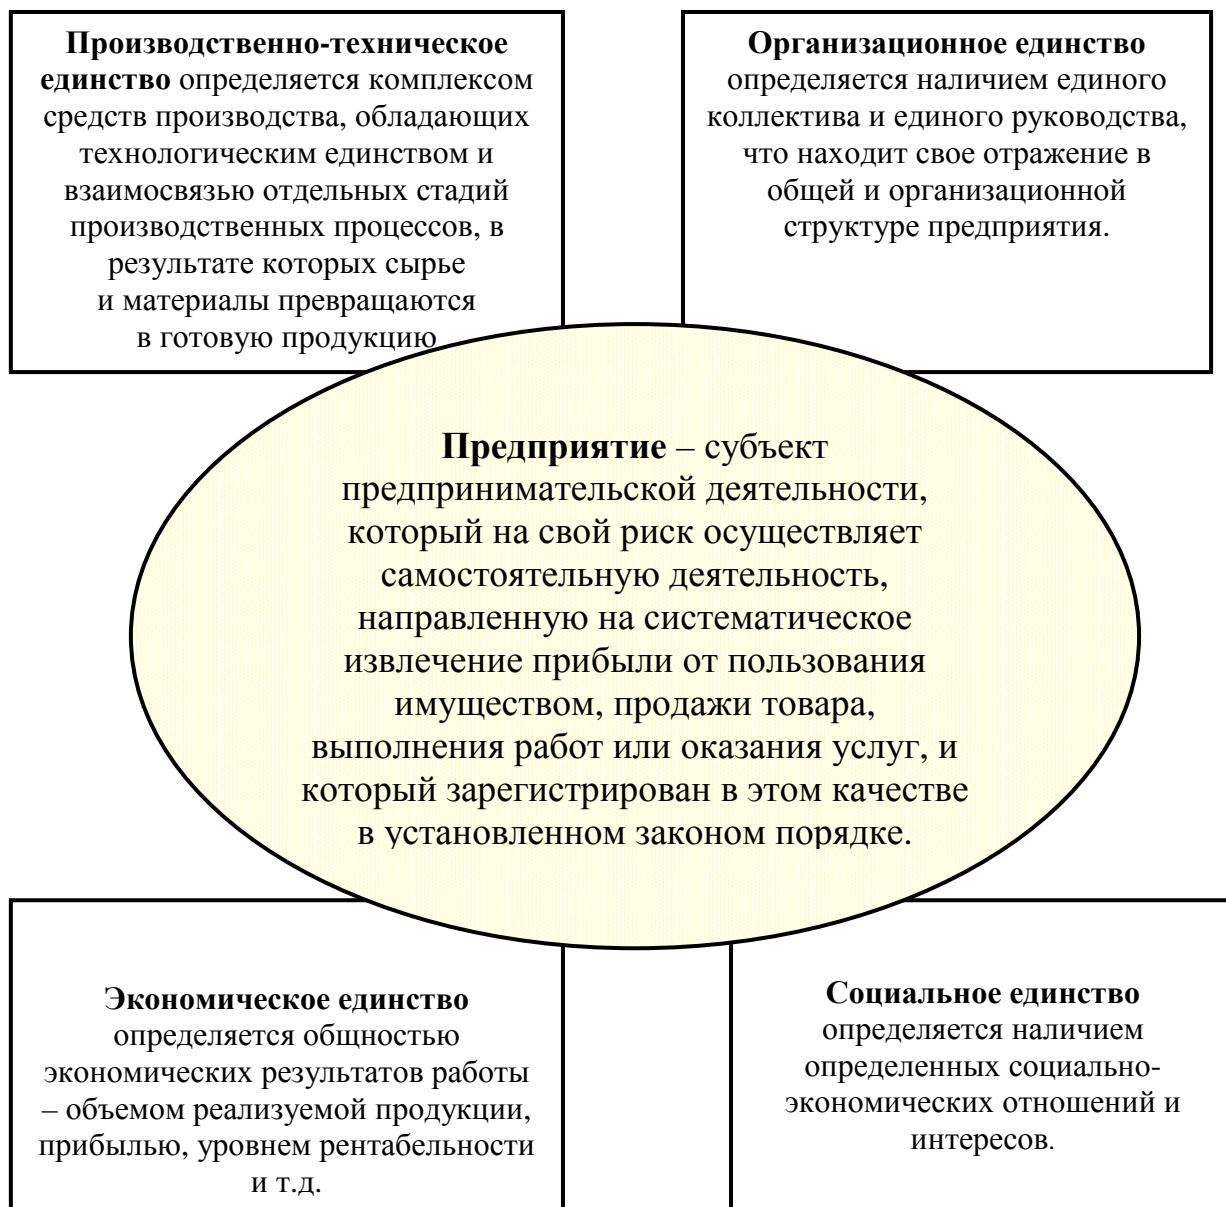 Производственно-техническое
единство определяется комплексом
средств производства, обладающих
технологическим единством и
взаимосвязью отдельных стадий
производственных процессов, в
результате которых сырье
и материалы превращаются
в готовую продукцию
Организационное единство
определяется наличием единого
коллектива и единого руководства,
что находит свое отражение в
общей и организационной
структуре предприятия.
Предприятие – субъект
предпринимательской деятельности,
который на свой риск осуществляет
самостоятельную деятельность,
направленную на систематическое
извлечение прибыли от пользования
имуществом, продажи товара,
выполнения работ или оказания услуг, и
который зарегистрирован в этом качестве
в установленном законом порядке.
Экономическое единство
определяется общностью
экономических результатов работы
– объемом реализуемой продукции,
прибылью, уровнем рентабельности
и т.д.
Социальное единство
определяется наличием
определенных социально-
экономических отношений и
интересов.